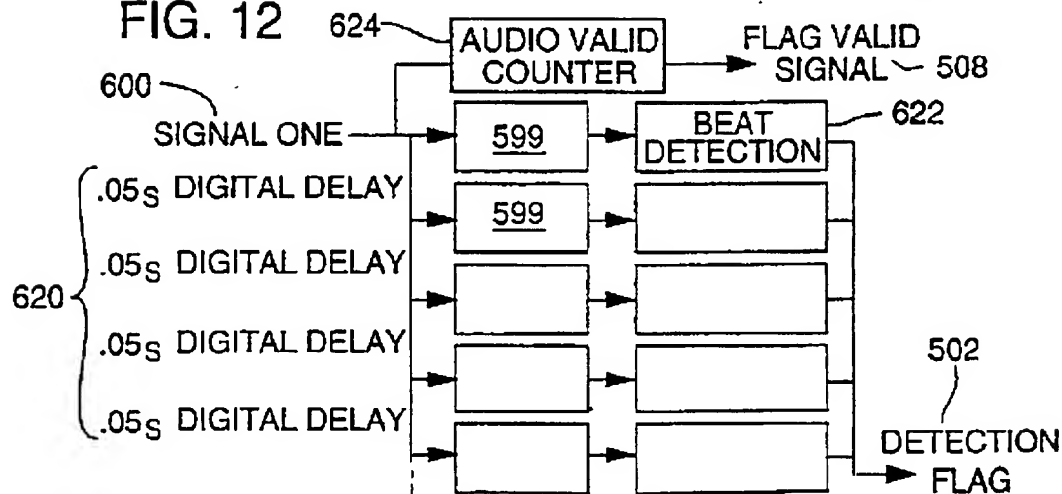 FIG. 12
624
AUDIO VALID
COUNTER
FLAG VALID
SIGNAL 508
600
SIGNAL ONE
599
BEAT
DETECTION
622
.05s DIGITAL DELAY
599
.05s DIGITAL DELAY
620
.05s DIGITAL DELAY
.05s DIGITAL DELAY
502
DETECTION
FLAG